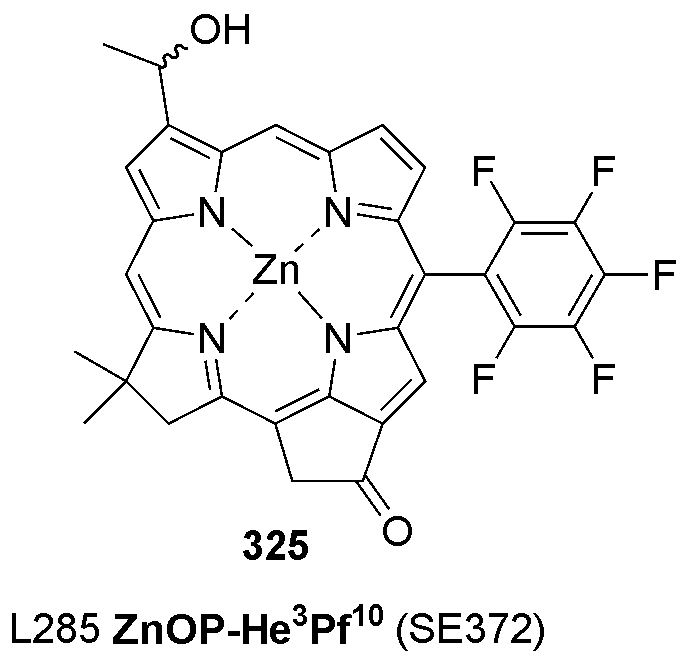 OH
F F
N N
Zn
F
N N
F F
O
325
L285 ZnOP-He³Pf¹⁰ (SE372)